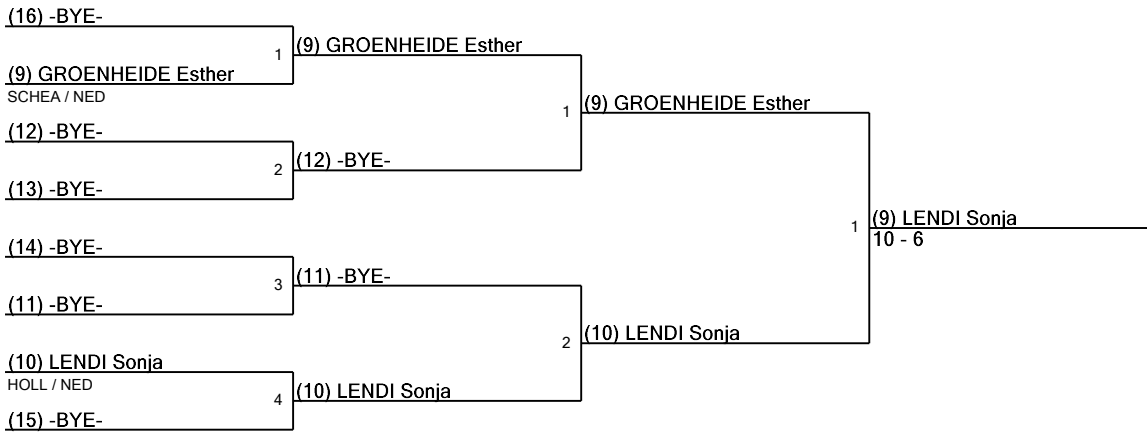 (16) -BYE-
1
(9) GROENHEIDE Esther
(9) GROENHEIDE Esther
SCHEA / NED
1
(9) GROENHEIDE Esther
(12) -BYE-
2
(12) -BYE-
(13) -BYE-
1
(9) LENDI Sonja
10 - 6
(14) -BYE-
3
(11) -BYE-
(11) -BYE-
2
(10) LENDI Sonja
(10) LENDI Sonja
HOLL / NED
4
(10) LENDI Sonja
(15) -BYE-